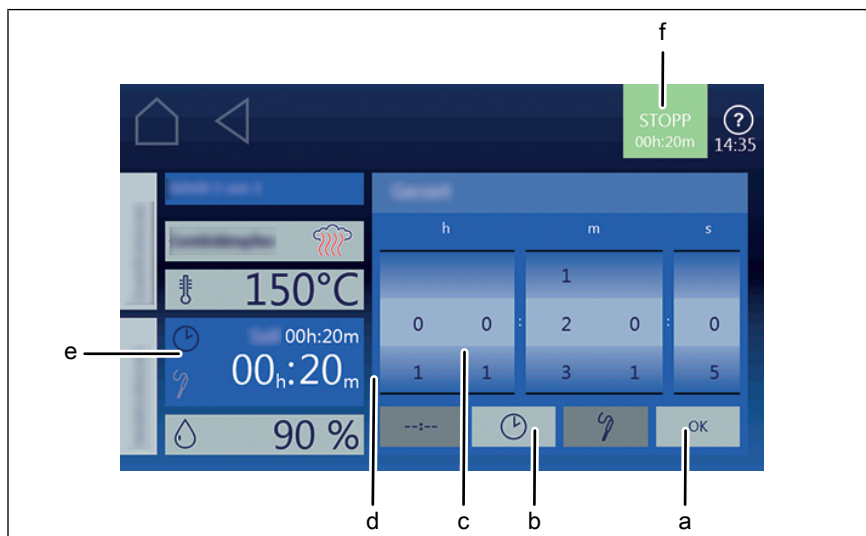 f
STOPP
00h:20m
?
14:35
h m s
150°C
1
0 0 : 2 0 : 0
1 1 3 1 5
00h:20m
00h:20m
e
90 %
--:--
OK
d c b a